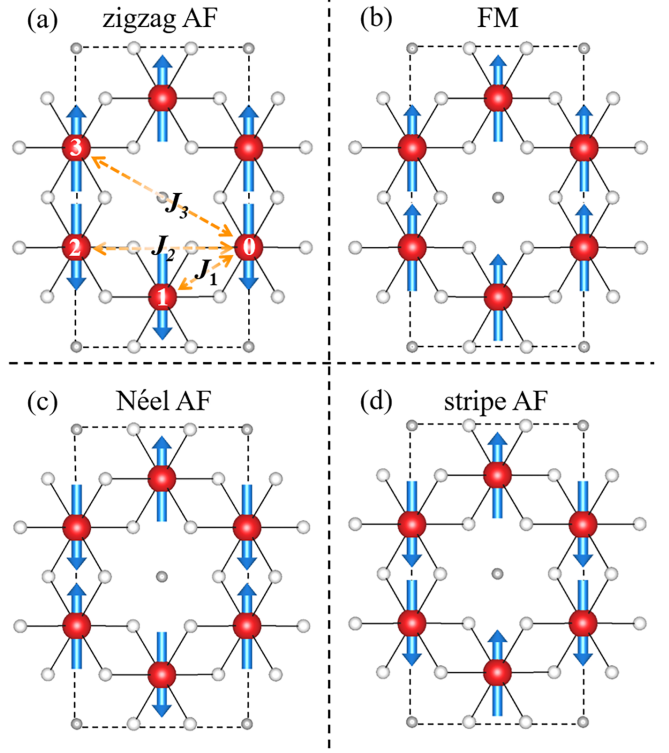 (a) zigzag AF
(b) FM
3
J3
2
J2
0
J1
1
(c) Néel AF
(d) stripe AF